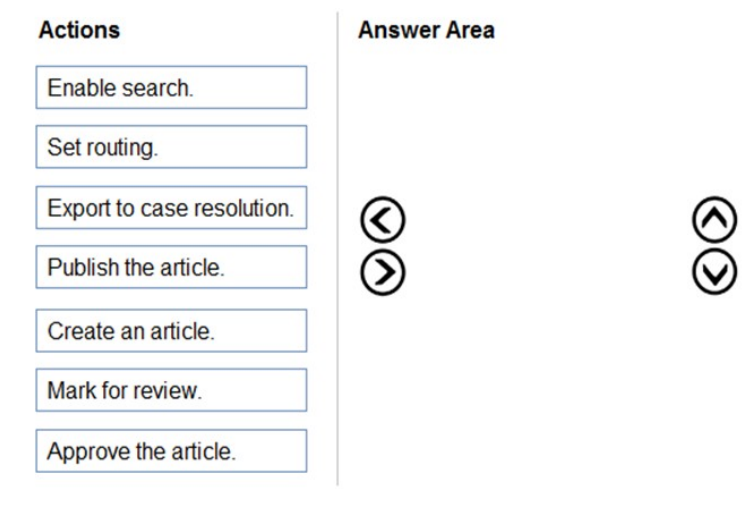 Actions
Answer Area
Enable search.
Set routing.
Export to case resolution.
Publish the article.
Create an article.
Mark for review.
Approve the article.